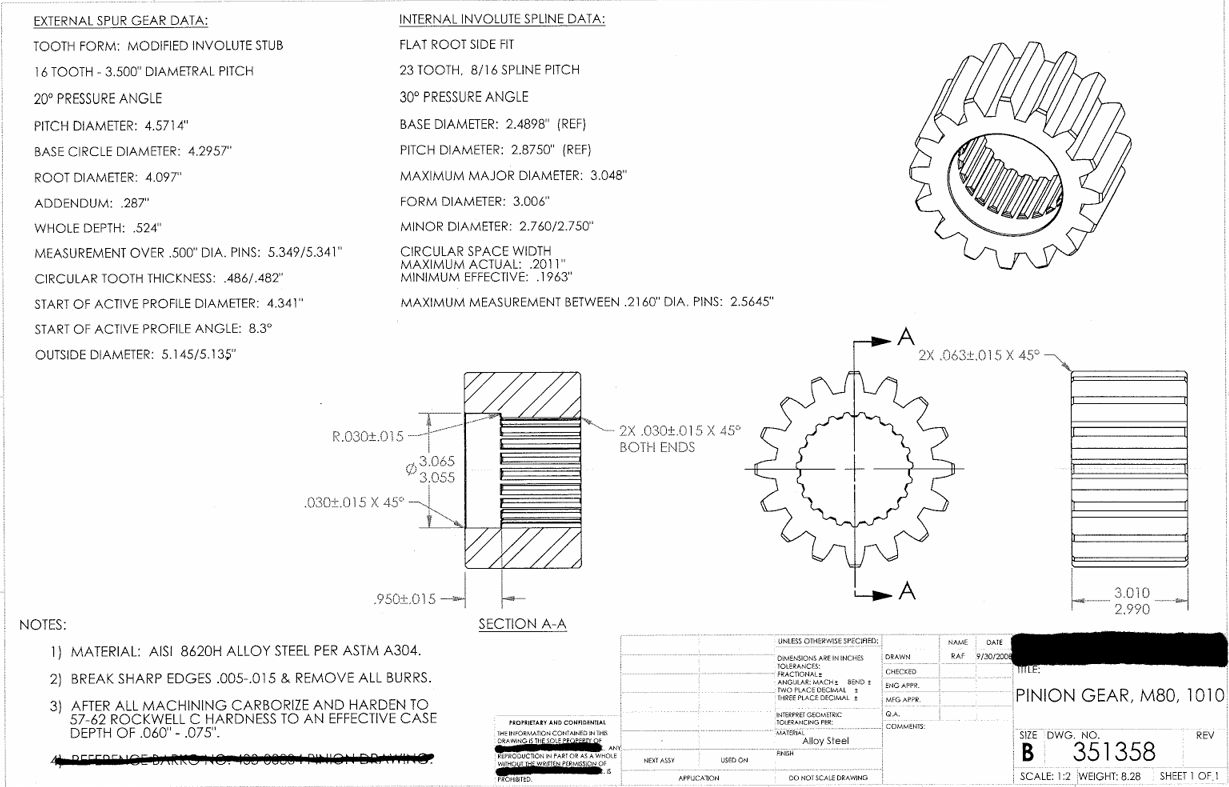 EXTERNAL SPUR GEAR DATA:
TOOTH FORM: MODIFIED INVOLUTE STUB
16 TOOTH - 3.500" DIAMETRAL PITCH
20° PRESSURE ANGLE
PITCH DIAMETER: 4.5714"
BASE CIRCLE DIAMETER: 4.2957"
ROOT DIAMETER: 4.097"
ADDENDUM: .287"
WHOLE DEPTH: .524"
MEASUREMENT OVER .500" DIA. PINS: 5.349/5.341"
CIRCULAR TOOTH THICKNESS: .486/.482"
START OF ACTIVE PROFILE DIAMETER: 4.341"
START OF ACTIVE PROFILE ANGLE: 8.3°
OUTSIDE DIAMETER: 5.145/5.135"
INTERNAL INVOLUTE SPLINE DATA:
FLAT ROOT SIDE FIT
23 TOOTH, 8/16 SPLINE PITCH
30° PRESSURE ANGLE
BASE DIAMETER: 2.4898" (REF)
PITCH DIAMETER: 2.8750" (REF)
MAXIMUM MAJOR DIAMETER: 3.048"
FORM DIAMETER: 3.006"
MINOR DIAMETER: 2.760/2.750"
CIRCULAR SPACE WIDTH
MAXIMUM ACTUAL: .2011"
MINIMUM EFFECTIVE: .1963"
MAXIMUM MEASUREMENT BETWEEN .2160" DIA. PINS: 2.5645"
R.030±.015
Ø 3.065
3.055
.030±.015 X 45°
2X .030±.015 X 45°
BOTH ENDS
.950±.015
SECTION A-A
A
A
2X .063±.015 X 45°
3.010
2.990
NOTES:
1) MATERIAL: AISI 8620H ALLOY STEEL PER ASTM A304.
2) BREAK SHARP EDGES .005-.015 & REMOVE ALL BURRS.
3) AFTER ALL MACHINING CARBORIZE AND HARDEN TO
57-62 ROCKWELL C HARDNESS TO AN EFFECTIVE CASE
DEPTH OF .060" - .075".
4) REFERENCE PINION DRAWING.
PROPRIETARY AND CONFIDENTIAL
THE INFORMATION CONTAINED IN THIS
DRAWING IS THE SOLE PROPERTY OF
. ANY
REPRODUCTION IN PART OR AS A WHOLE
WITHOUT THE WRITTEN PERMISSION OF
. IS
PROHIBITED.
NEXT ASSY
USED ON
APPLICATION
UNLESS OTHERWISE SPECIFIED:
DIMENSIONS ARE IN INCHES
TOLERANCES:
FRACTIONAL±
ANGULAR: MACH± BEND ±
TWO PLACE DECIMAL ±
THREE PLACE DECIMAL ±
INTERPRET GEOMETRIC
TOLERANCING PER:
MATERIAL
Alloy Steel
FINISH
DO NOT SCALE DRAWING
NAME DATE
DRAWN RAF 9/30/2008
CHECKED
ENG APPR.
MFG APPR.
Q.A.
COMMENTS:
TITLE:
PINION GEAR, M80, 1010
SIZE DWG. NO. REV
B 351358
SCALE: 1:2 WEIGHT: 8.28 SHEET 1 OF 1